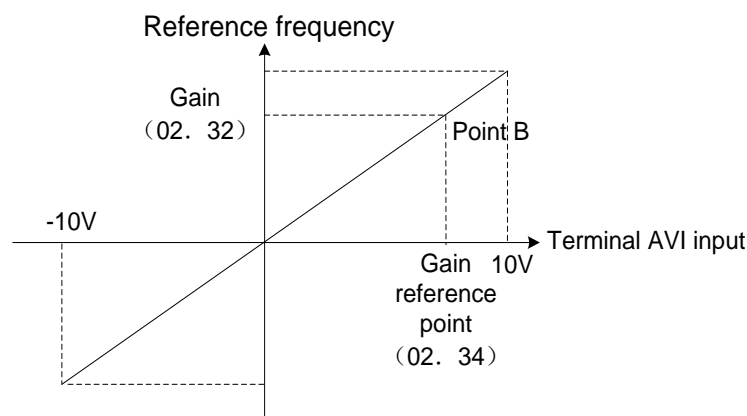 Reference frequency
Gain
（02．32）
Point B
-10V
Terminal AVI input
Gain
reference
point
（02．34）
10V